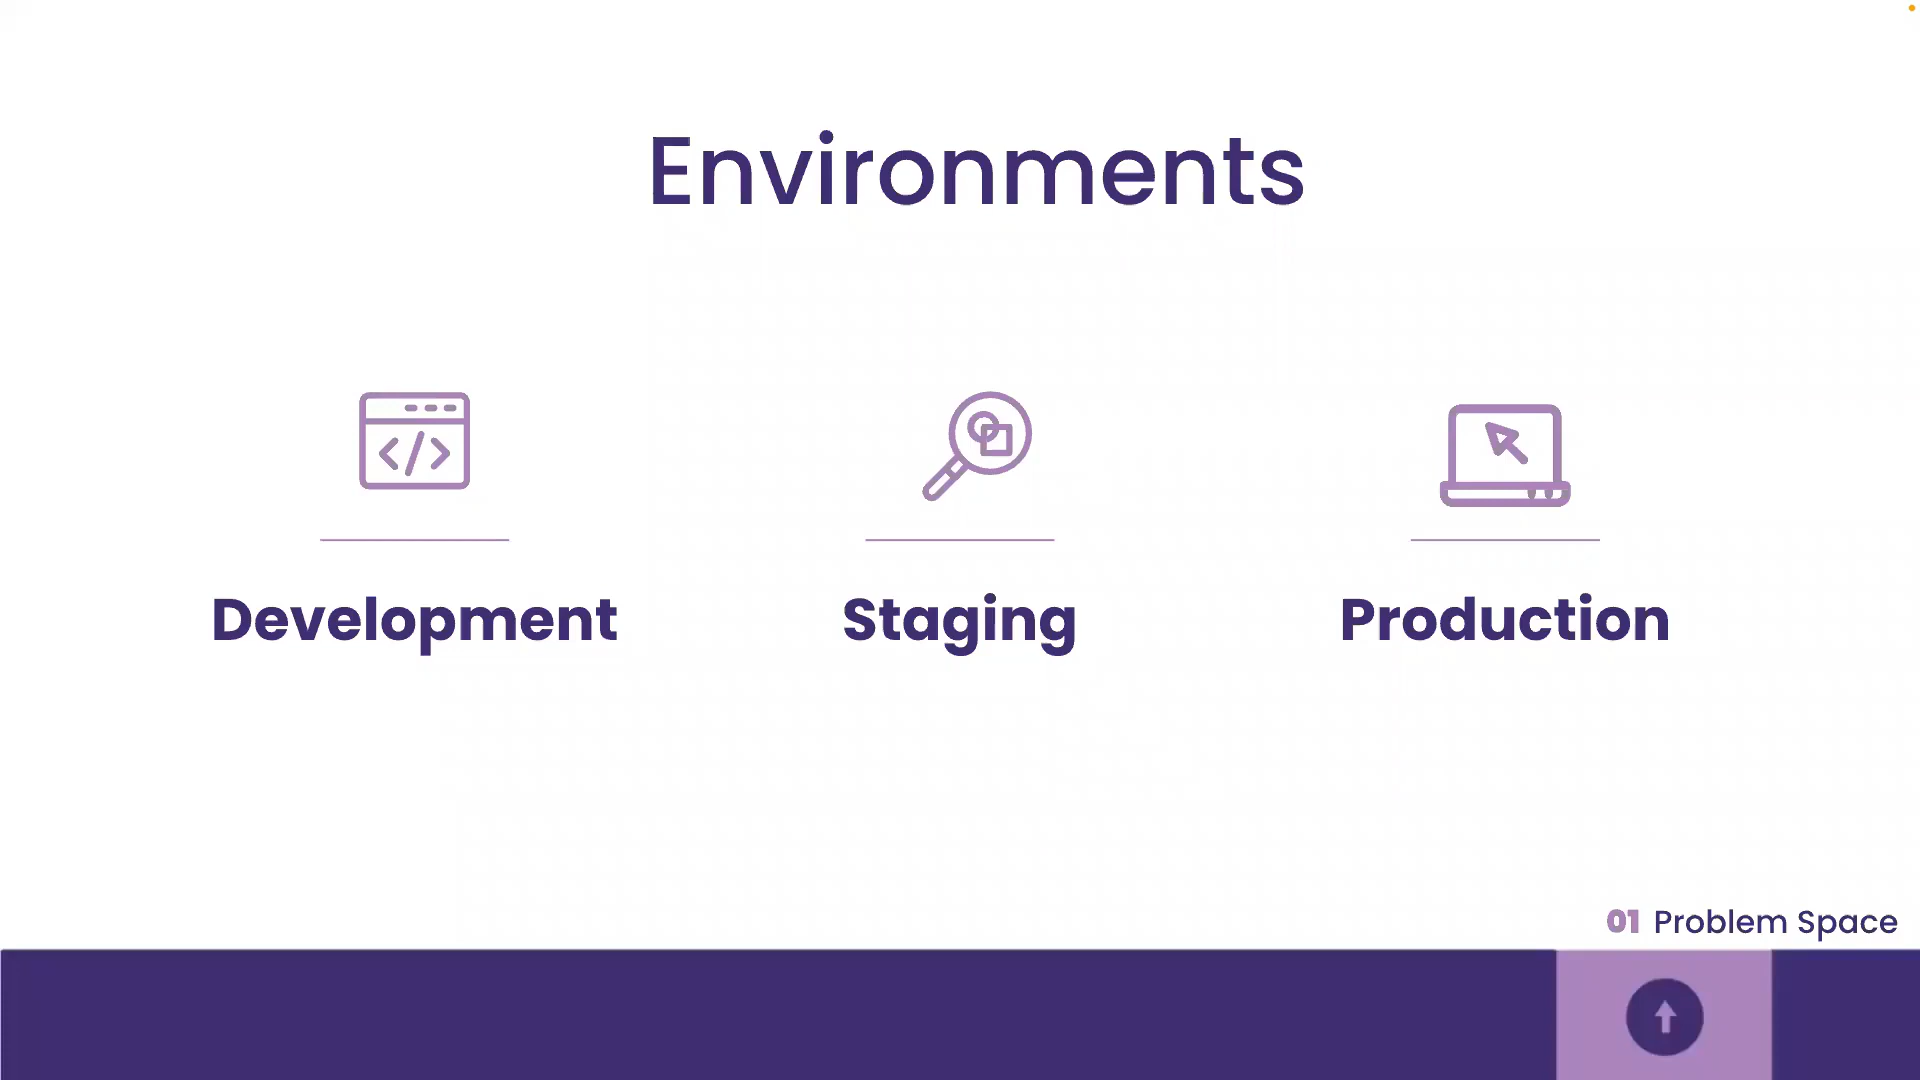 Environments
Development
Staging
Production
01 Problem Space